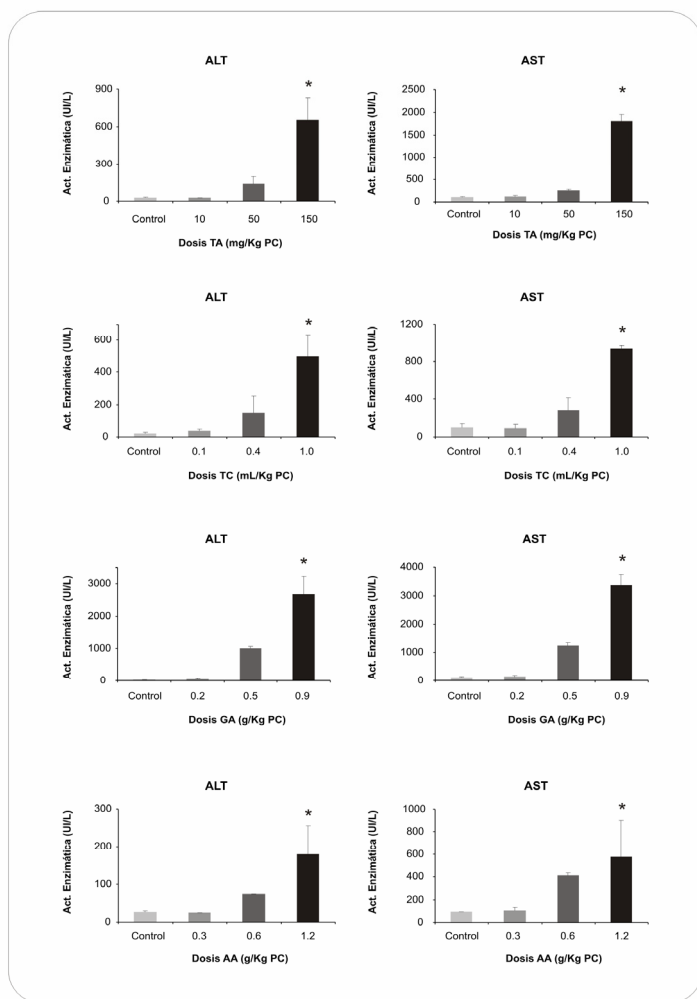 ALT
Act. Enzimática (UI/L)
900
600
300
0
*
Control 10 50 150
Dosis TA (mg/Kg PC)
AST
Act. Enzimática (UI/L)
2500
2000
1500
1000
500
0
*
Control 10 50 150
Dosis TA (mg/Kg PC)
ALT
Act. Enzimática (UI/L)
600
400
200
0
*
Control 0.1 0.4 1.0
Dosis TC (mL/Kg PC)
AST
Act. Enzimática (UI/L)
1200
800
400
0
*
Control 0.1 0.4 1.0
Dosis TC (mL/Kg PC)
ALT
Act. Enzimática (UI/L)
3000
2000
1000
0
*
Control 0.2 0.5 0.9
Dosis GA (g/Kg PC)
AST
Act. Enzimática (UI/L)
4000
3000
2000
1000
0
*
Control 0.2 0.5 0.9
Dosis GA (g/Kg PC)
ALT
Act. Enzimática (UI/L)
300
200
100
0
*
Control 0.3 0.6 1.2
Dosis AA (g/Kg PC)
AST
Act. Enzimática (UI/L)
1000
800
600
400
200
0
*
Control 0.3 0.6 1.2
Dosis AA (g/Kg PC)